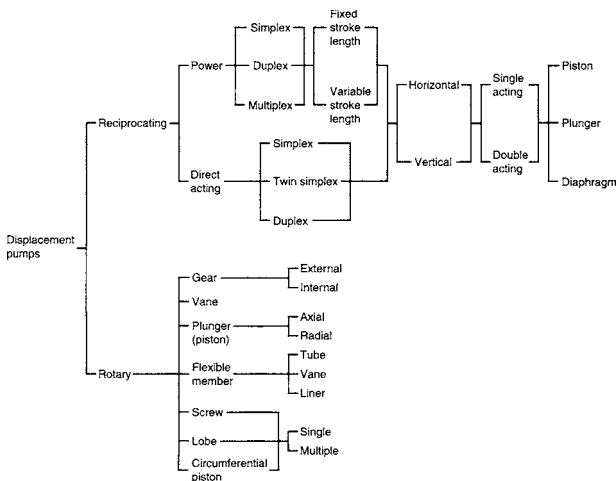 Displacement
pumps
Reciprocating
Power
Simplex
Duplex
Multiplex
Fixed
stroke
length
Variable
stroke
length
Direct
acting
Simplex
Twin simplex
Duplex
Horizontal
Vertical
Single
acting
Double
acting
Piston
Plunger
Diaphragm
Rotary
Gear
External
Internal
Vane
Plunger
(piston)
Axial
Radial
Flexible
member
Tube
Vane
Liner
Screw
Lobe
Circumferential
piston
Single
Multiple